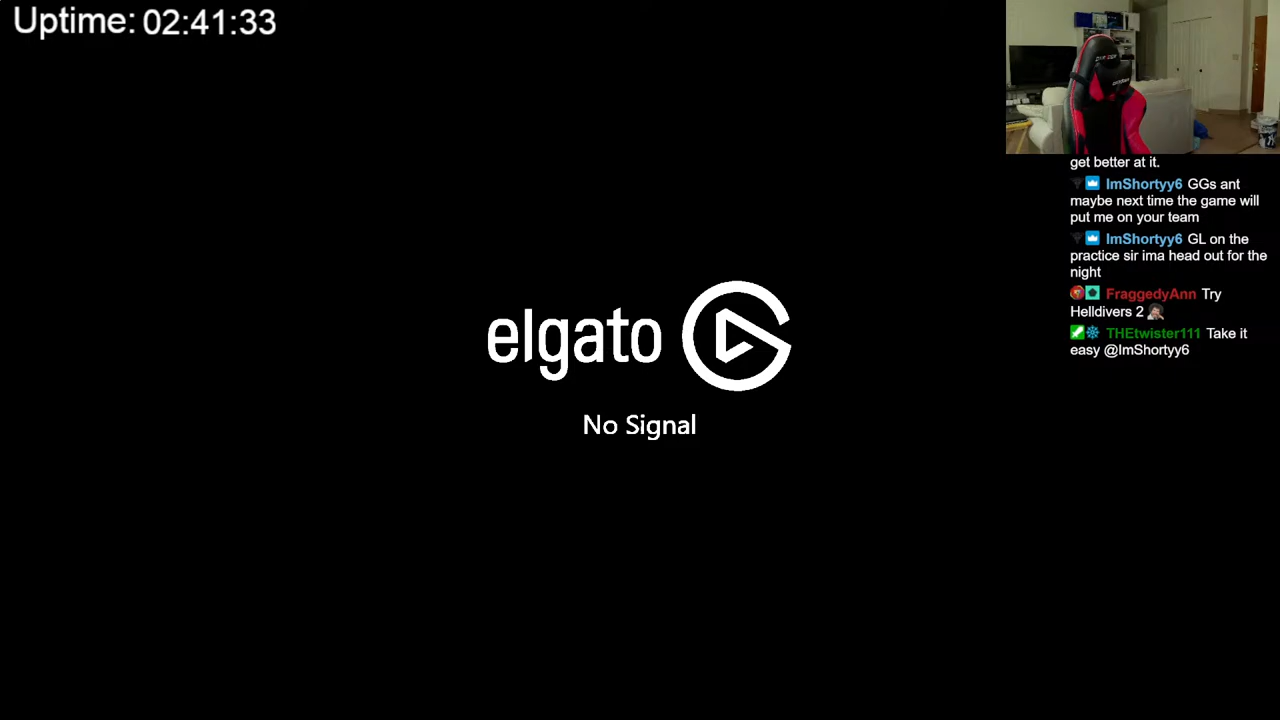 Uptime: 02:41:33
get better at it.
ImShortyy6 GGs ant
maybe next time the game will
put me on your team
ImShortyy6 GL on the
practice sir ima head out for the
night
FraggedyAnn Try
Helldivers 2
THEtwister111 Take it
easy @ImShortyy6
elgato
No Signal